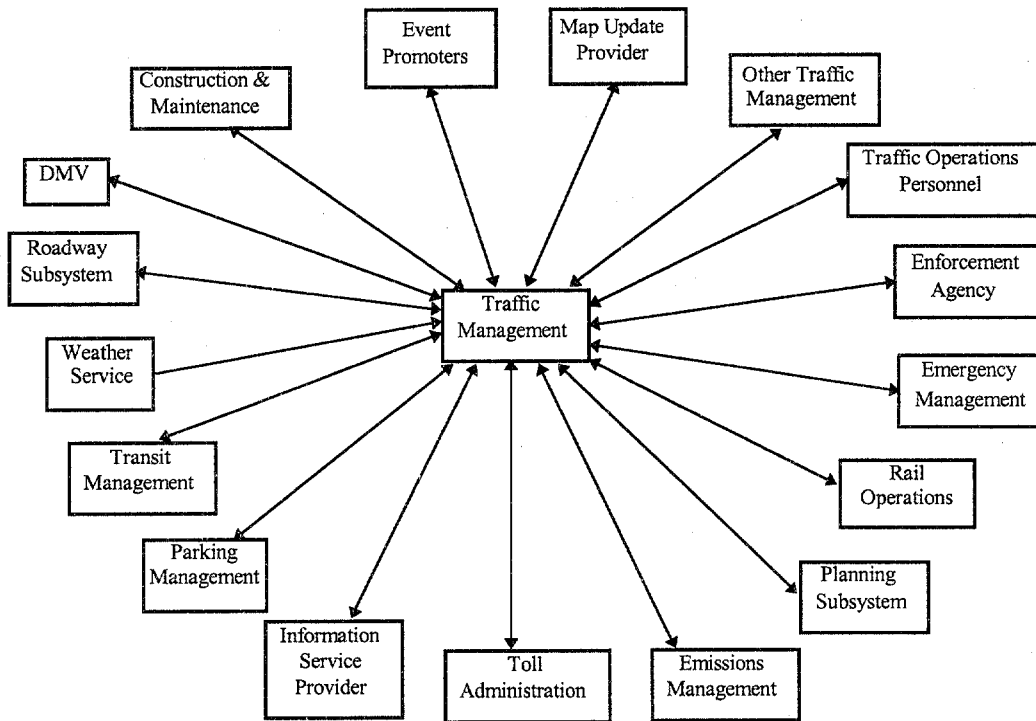 Event
Promoters
Map Update
Provider
Construction &
Maintenance
Other Traffic
Management
DMV
Traffic Operations
Personnel
Roadway
Subsystem
Enforcement
Agency
Traffic
Management
Weather
Service
Emergency
Management
Transit
Management
Rail
Operations
Parking
Management
Planning
Subsystem
Information
Service
Provider
Toll
Administration
Emissions
Management